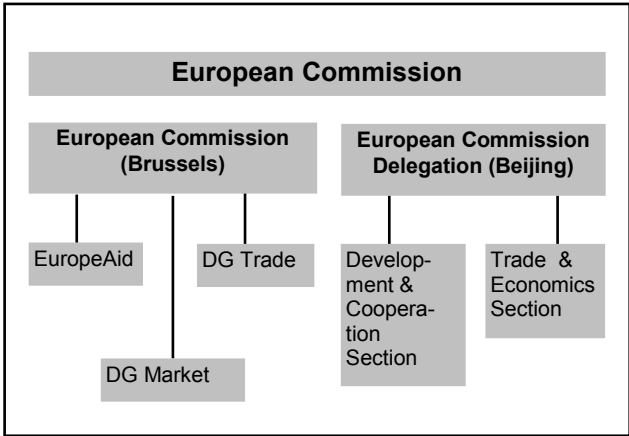 European Commission
European Commission
(Brussels)
European Commission
Delegation (Beijing)
EuropeAid
DG Trade
Develop-
ment &
Coopera-
tion
Section
Trade &
Economics
Section
DG Market